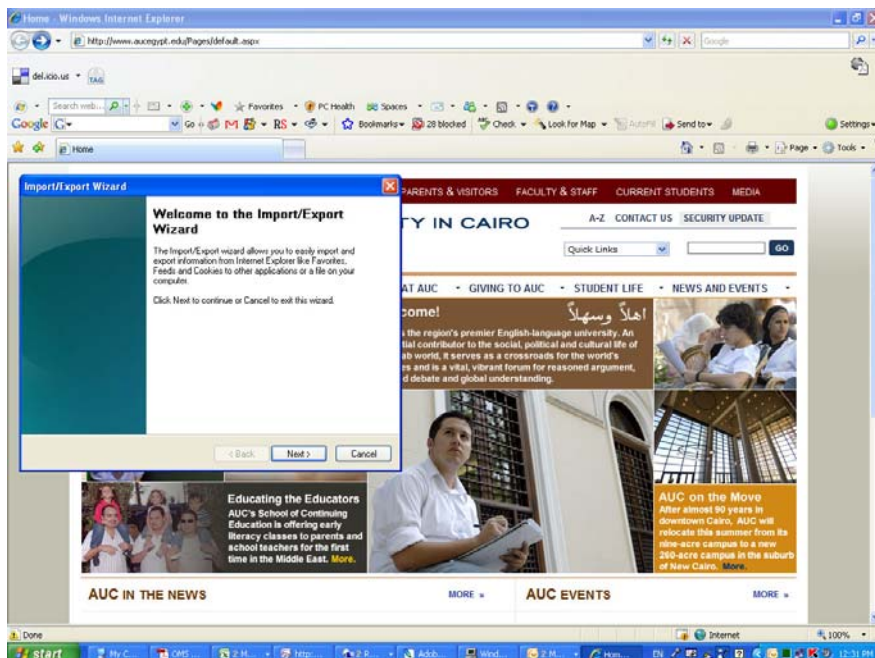 Home - Windows Internet Explorer
http://www.aucegypt.edu/Pages/default.aspx
Google
del.icio.us
TAG
Search web...
Favorites
PC Health
Spaces
Google
Go
RS
Bookmarks
28 blocked
Check
Look for Map
AutoFill
Send to
Settings
Home
Page
Tools
Import/Export Wizard
Welcome to the Import/Export
Wizard
The Import/Export wizard allows you to easily import and
export information from Internet Explorer like Favorites,
Feeds and Cookies to other applications or a file on your
computer.
Click Next to continue or Cancel to exit this wizard.
< Back
Next >
Cancel
PARENTS & VISITORS FACULTY & STAFF CURRENT STUDENTS MEDIA
TY IN CAIRO
A-Z CONTACT US SECURITY UPDATE
Quick Links
GO
AT AUC • GIVING TO AUC • STUDENT LIFE • NEWS AND EVENTS •
come!
اهلاً وسهلاً
the region's premier English-language university. An
tial contributor to the social, political and cultural life of
ab world, it serves as a crossroads for the world's
es and is a vital, vibrant forum for reasoned argument,
d debate and global understanding.
Educating the Educators
AUC's School of Continuing
Education is offering early
literacy classes to parents and
school teachers for the first
time in the Middle East. More.
AUC on the Move
After almost 90 years in
downtown Cairo, AUC will
relocate this summer from its
nine-acre campus to a new
260-acre campus in the suburb
of New Cairo. More.
AUC IN THE NEWS
MORE »
AUC EVENTS
MORE »
Done
Internet
100%
start
My C...
OMS ...
2 M...
http:...
2 R...
Adob...
Wind...
2 M...
Hom...
EN
12:31 PM